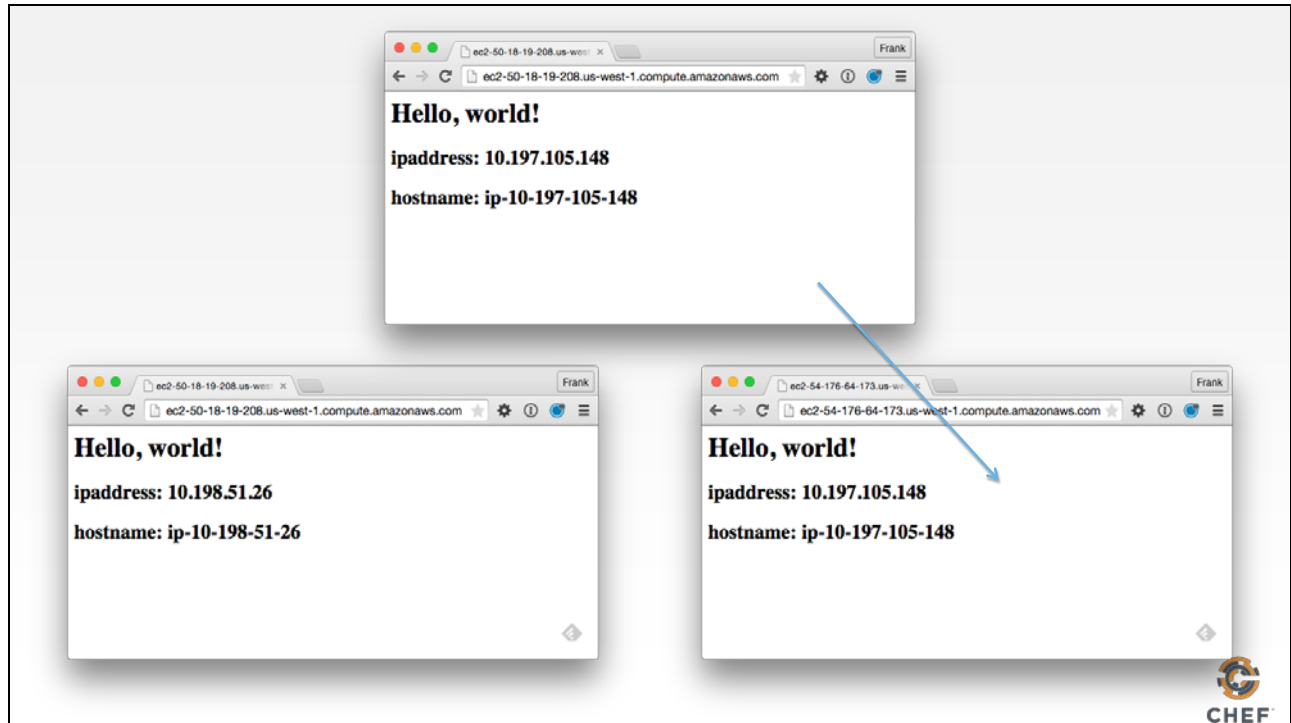 ec2-50-18-19-208.us-west
Frank
ec2-50-18-19-208.us-west-1.compute.amazonaws.com
Hello, world!
ipaddress: 10.197.105.148
hostname: ip-10-197-105-148
ec2-50-18-19-208.us-west
Frank
ec2-50-18-19-208.us-west-1.compute.amazonaws.com
Hello, world!
ipaddress: 10.198.51.26
hostname: ip-10-198-51-26
ec2-54-176-64-173.us-we
Frank
ec2-54-176-64-173.us-west-1.compute.amazonaws.com
Hello, world!
ipaddress: 10.197.105.148
hostname: ip-10-197-105-148
CHEF